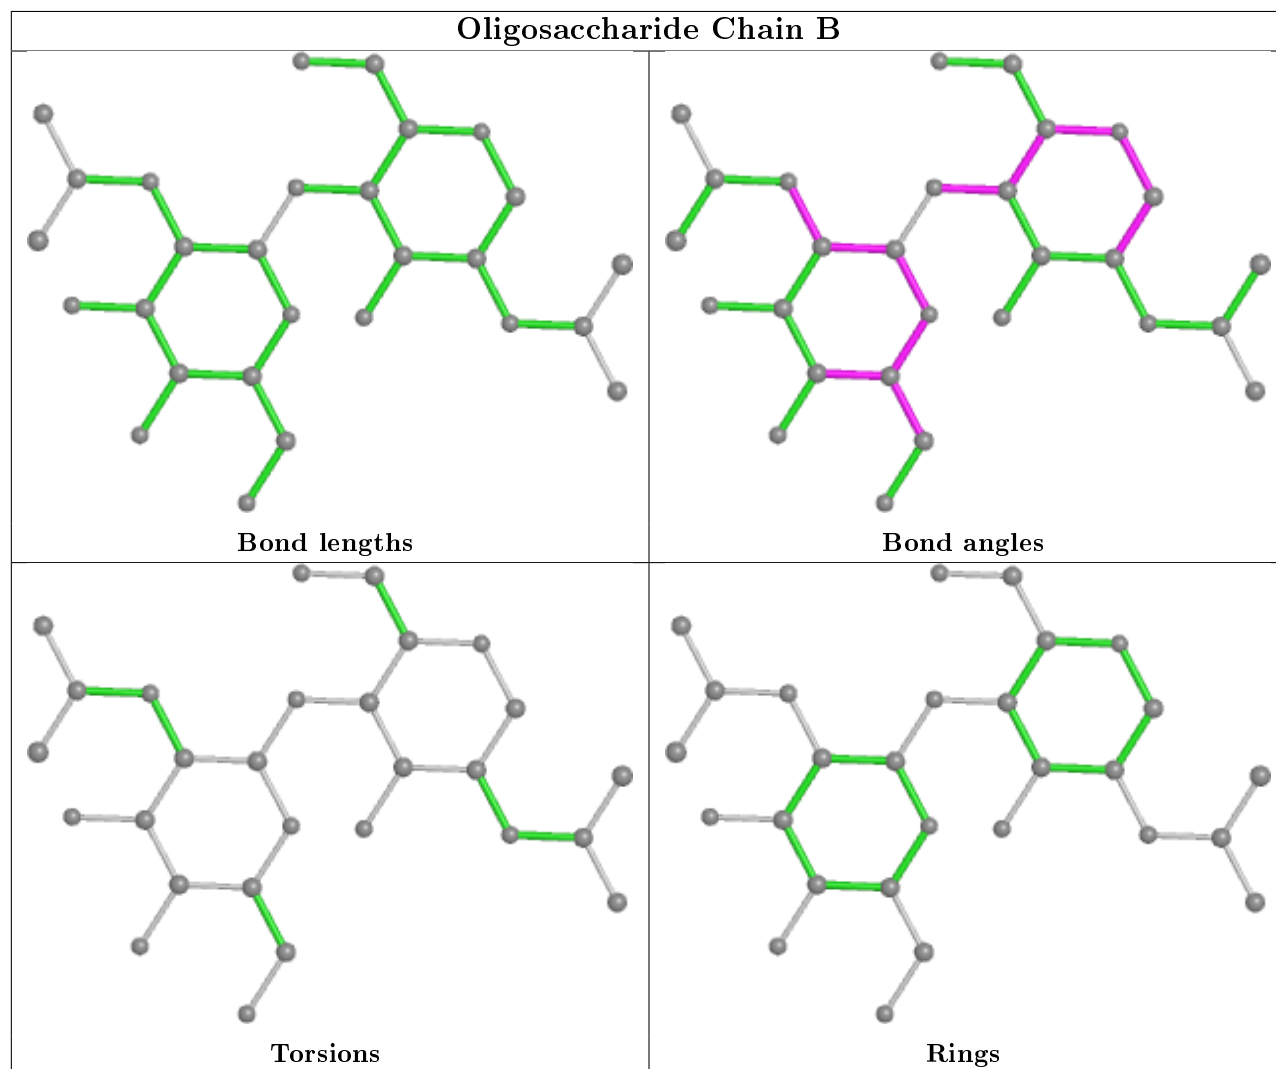 Oligosaccharide Chain B
Bond lengths
Bond angles
Torsions
Rings